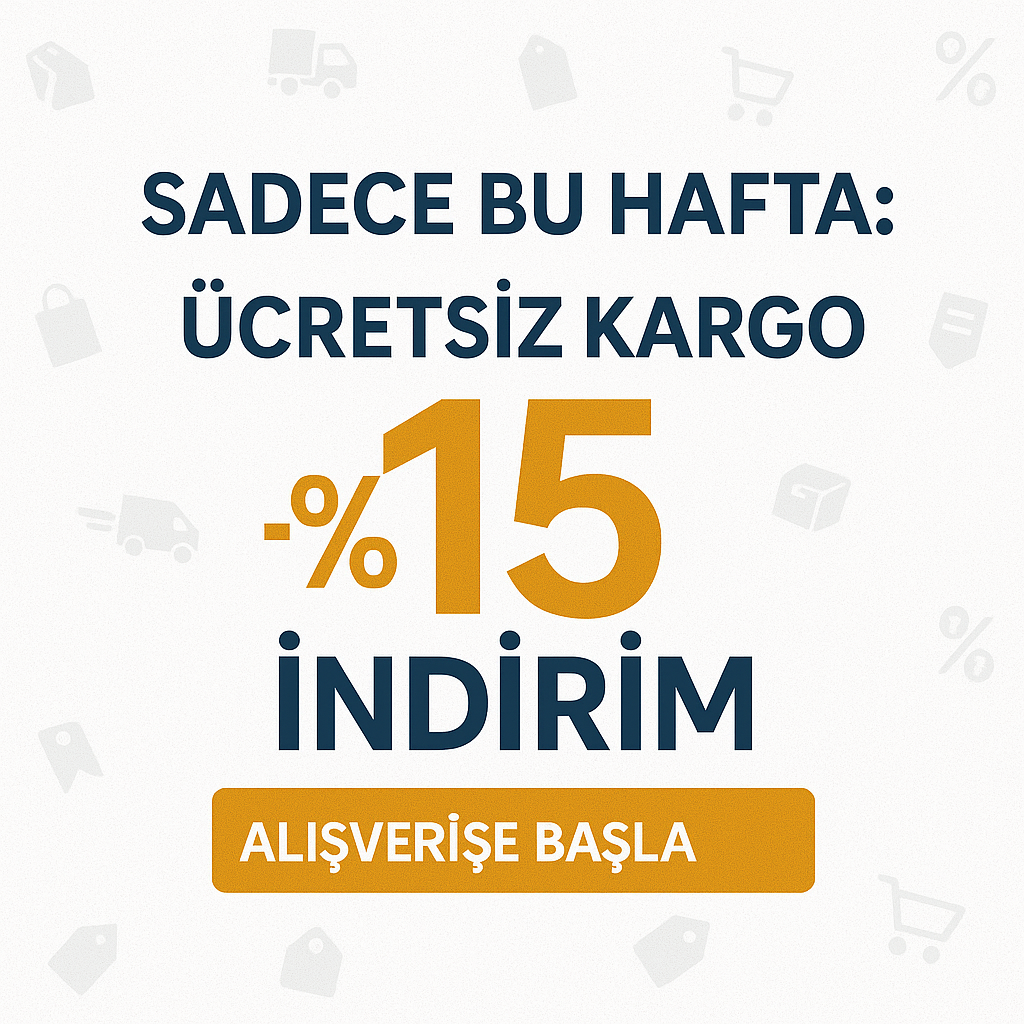 SADECE BU HAFTA:
ÜCRETSİZ KARGO
-%15
İNDİRİM
ALIŞVERİŞE BAŞLA